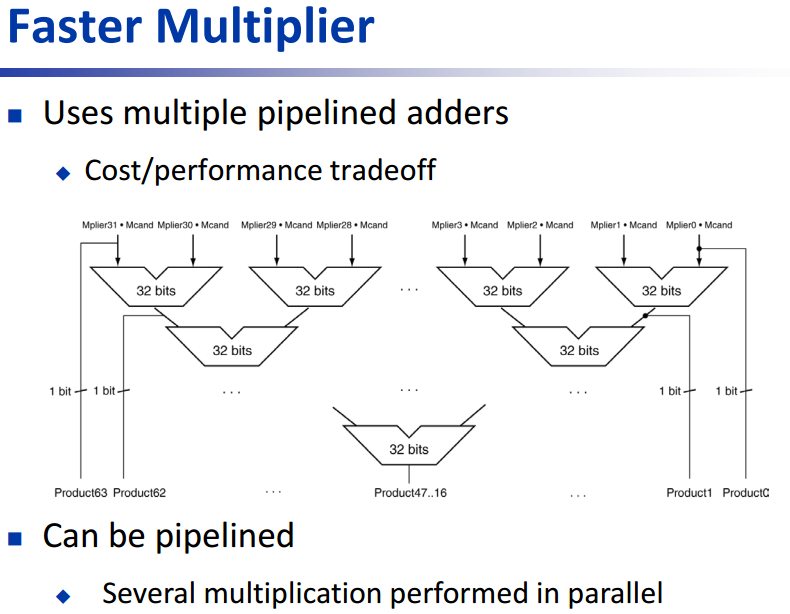 Faster Multiplier
Uses multiple pipelined adders
Cost/performance tradeoff
Mplier31 • Mcand Mplier30 • Mcand Mplier29 • Mcand Mplier28 • Mcand Mplier3 • Mcand Mplier2 • Mcand Mplier1 • Mcand Mplier0 • Mcand
32 bits 32 bits . . . 32 bits 32 bits
32 bits 32 bits
1 bit 1 bit . . . . . . . . . 1 bit 1 bit
32 bits
Product63 Product62 . . . Product47..16 . . . Product1 Product0
Can be pipelined
Several multiplication performed in parallel